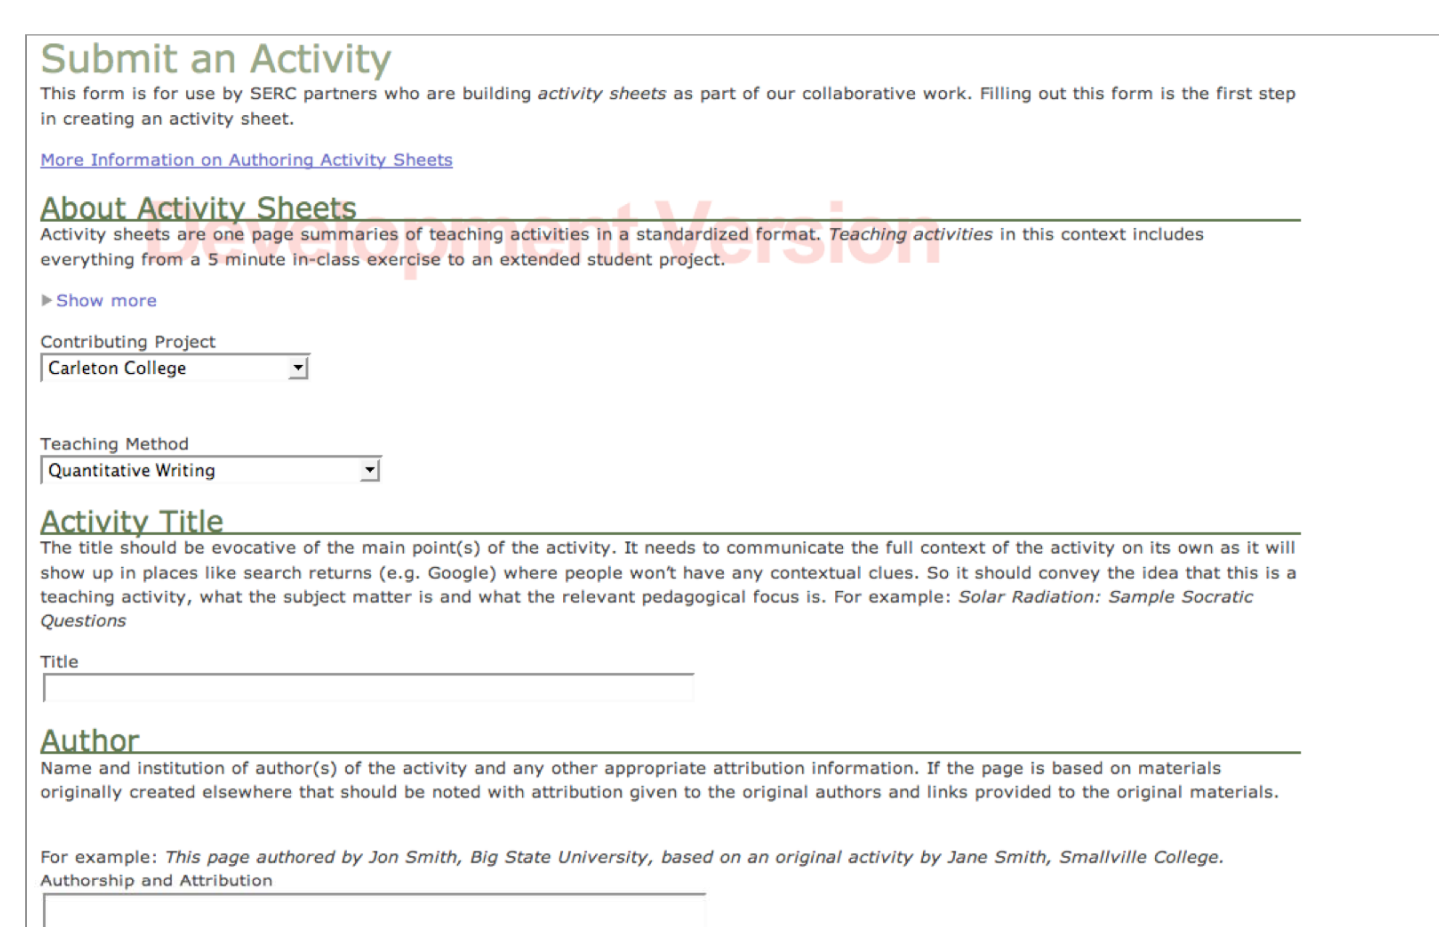 Submit an Activity
This form is for use by SERC partners who are building activity sheets as part of our collaborative work. Filling out this form is the first step
in creating an activity sheet.
More Information on Authoring Activity Sheets
About Activity Sheets
Development Version
Activity sheets are one page summaries of teaching activities in a standardized format. Teaching activities in this context includes
everything from a 5 minute in-class exercise to an extended student project.
Show more
Contributing Project
Carleton College
Teaching Method
Quantitative Writing
Activity Title
The title should be evocative of the main point(s) of the activity. It needs to communicate the full context of the activity on its own as it will
show up in places like search returns (e.g. Google) where people won't have any contextual clues. So it should convey the idea that this is a
teaching activity, what the subject matter is and what the relevant pedagogical focus is. For example: Solar Radiation: Sample Socratic
Questions
Title
Author
Name and institution of author(s) of the activity and any other appropriate attribution information. If the page is based on materials
originally created elsewhere that should be noted with attribution given to the original authors and links provided to the original materials.
For example: This page authored by Jon Smith, Big State University, based on an original activity by Jane Smith, Smallville College.
Authorship and Attribution